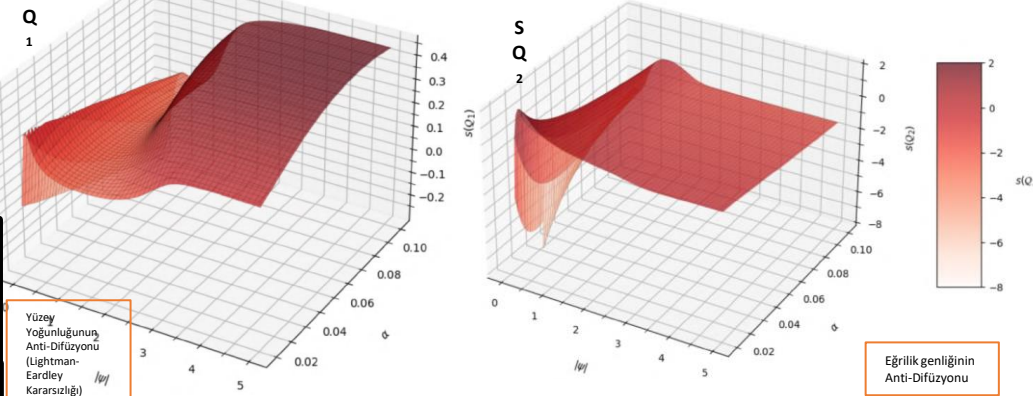 Q
1
0.4
0.3
0.2
0.1
0.0
−0.1
−0.2
s(Q₁)
0.10
0.08
0.06
0.04
0.02
α
0
1
2
3
4
5
|ψ|
Yüzey
Yoğunluğunun
Anti-Difüzyonu
(Lightman-
Eardley
Kararsızlığı)
S
Q
2
2
0
−2
−4
−6
−8
s(Q₂)
0.10
0.08
0.06
0.04
0.02
α
0
1
2
3
4
5
|ψ|
2
0
−2
−4
−6
−8
s(Q
Eğrilik genliğinin
Anti-Difüzyonu